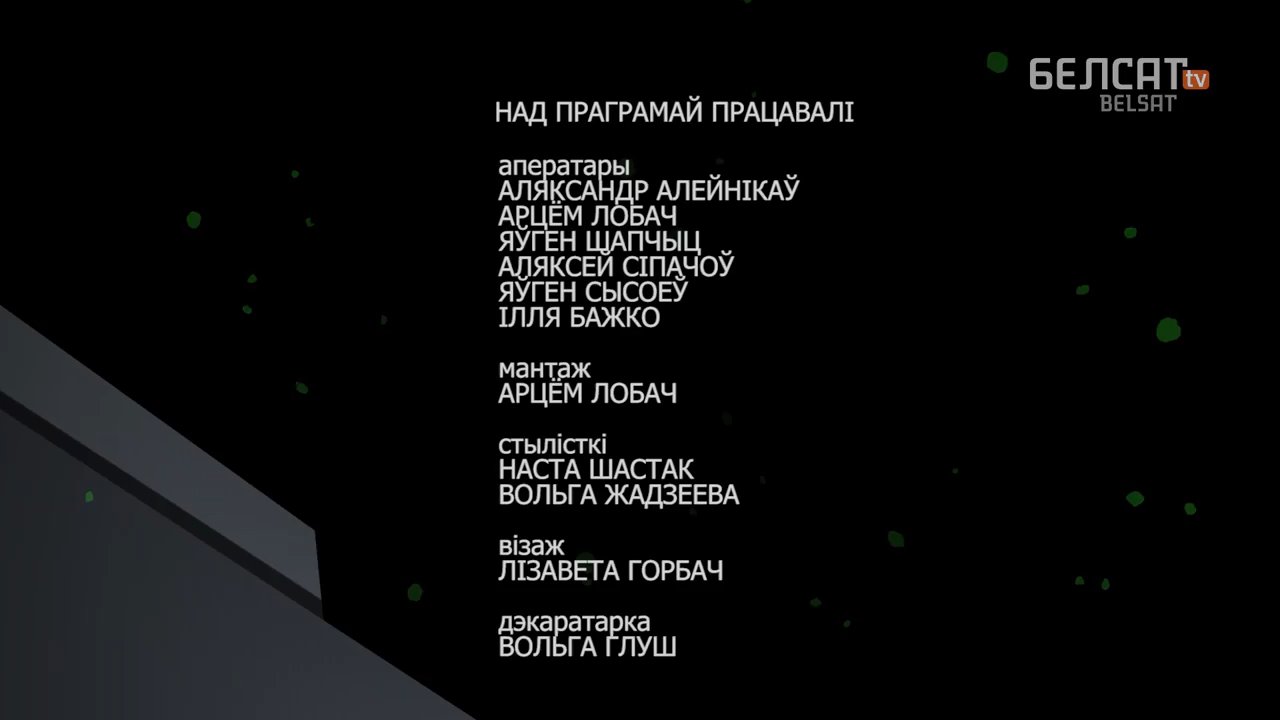 БЕЛСАТ tv
BELSAT
НАД ПРАГРАМАЙ ПРАЦАВАЛІ
аператары
АЛЯКСАНДР АЛЕЙНІКАЎ
АРЦЁМ ЛОБАЧ
ЯЎГЕН ШАПЧЫЦ
АЛЯКСЕЙ СІПАЧОЎ
ЯЎГЕН СЫСОЕЎ
ІЛЛЯ БАЖКО
мантаж
АРЦЁМ ЛОБАЧ
стылісткі
НАСТА ШАСТАК
ВОЛЬГА ЖАДЗЕЕВА
візаж
ЛІЗАВЕТА ГОРБАЧ
дэкаратарка
ВОЛЬГА ГЛУШ